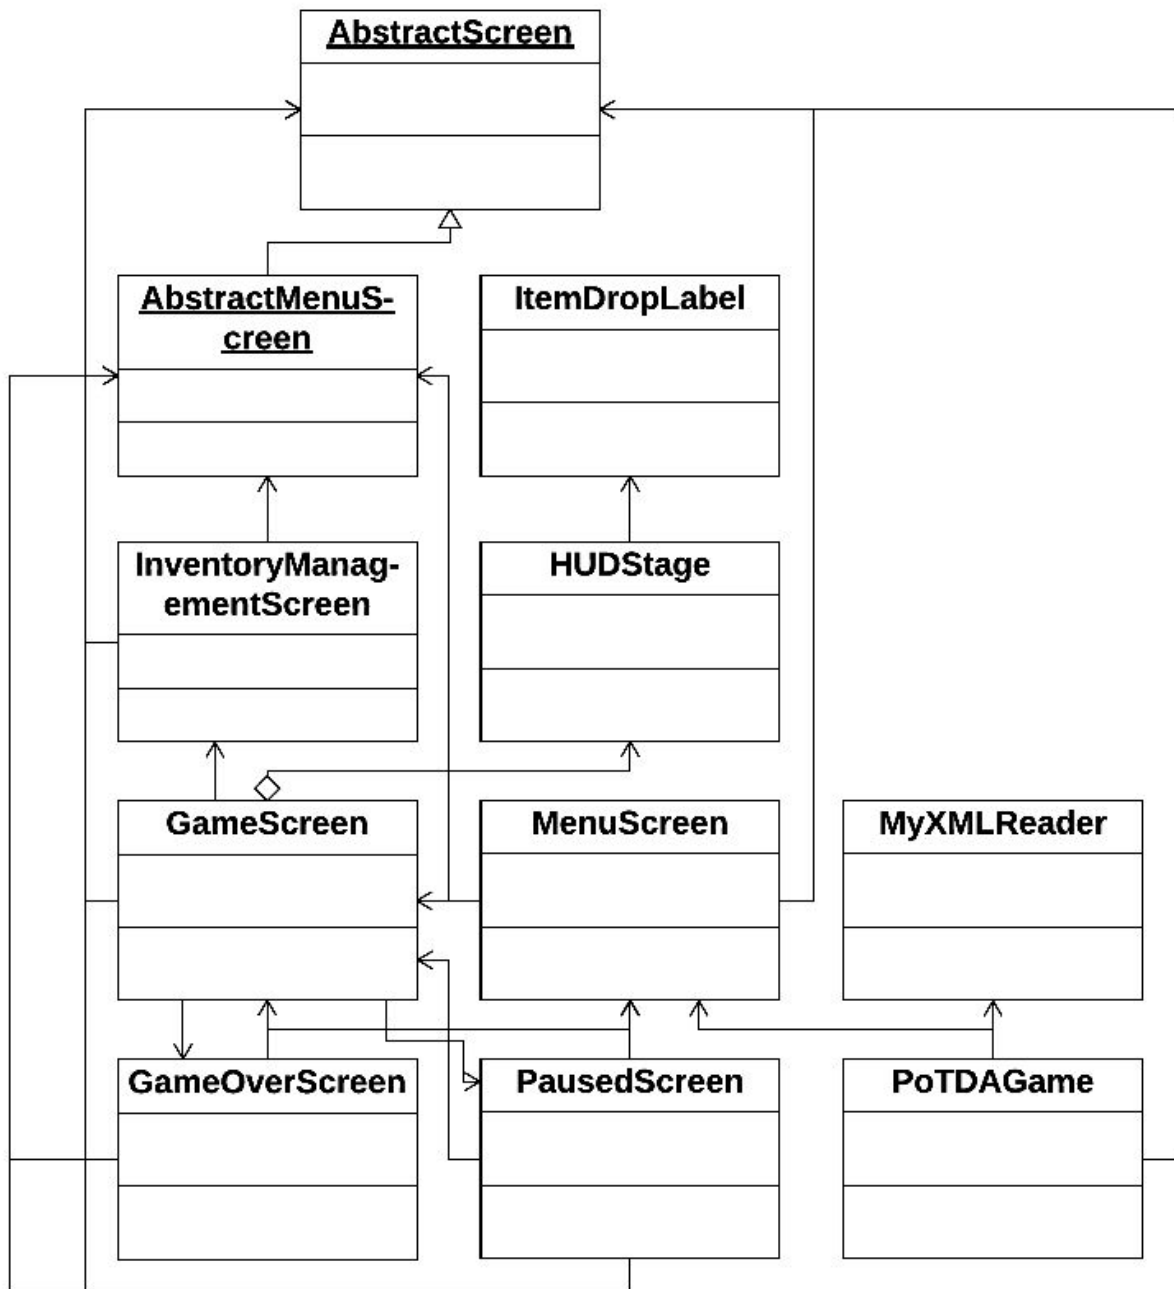 AbstractScreen
AbstractMenuS-
creen
ItemDropLabel
InventoryManag-
ementScreen
HUDStage
GameScreen
MenuScreen
MyXMLReader
GameOverScreen
PausedScreen
PoTDAGame